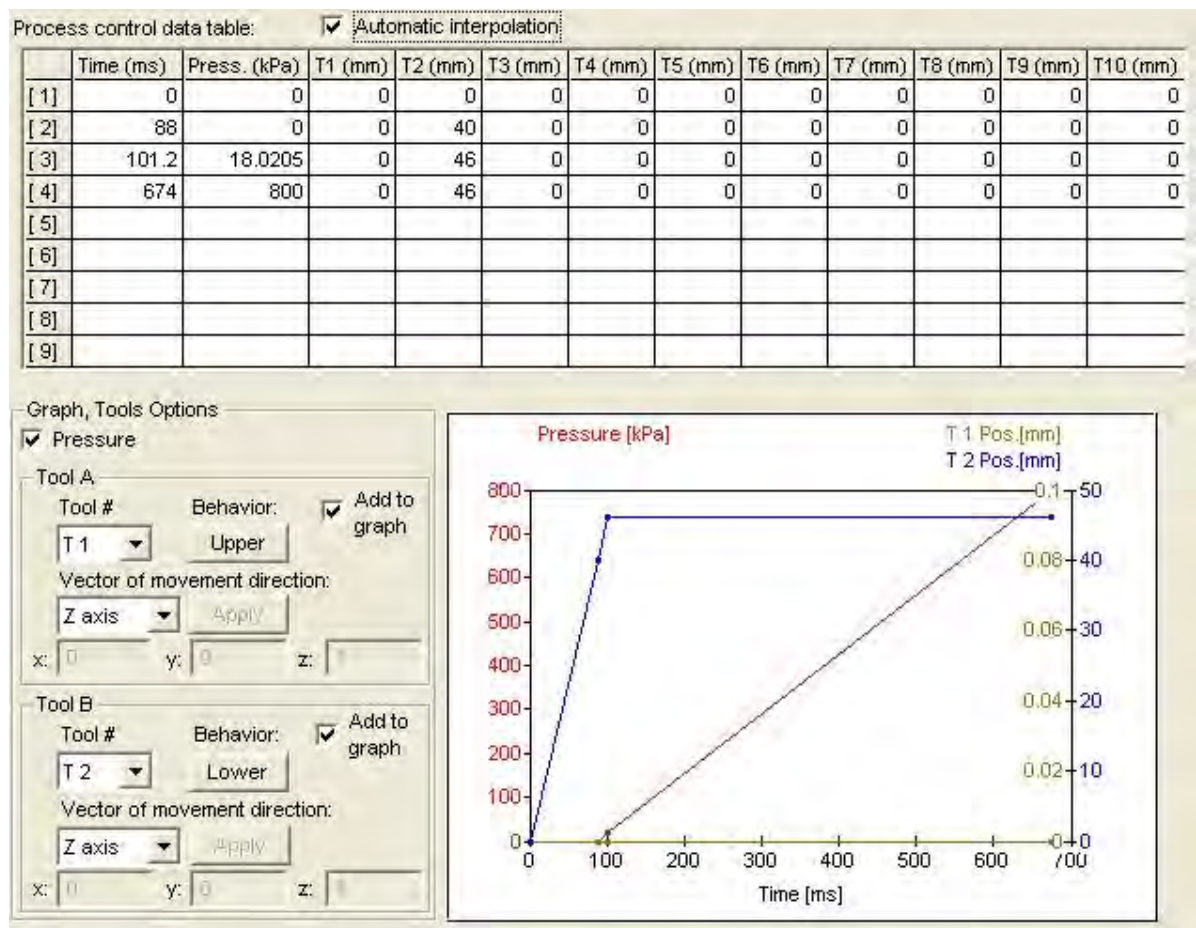 Process control data table: Automatic interpolation
Time (ms) Press. (kPa) T1 (mm) T2 (mm) T3 (mm) T4 (mm) T5 (mm) T6 (mm) T7 (mm) T8 (mm) T9 (mm) T10 (mm)
[ 1] 0 0 0 0 0 0 0 0 0 0 0 0
[ 2] 88 0 0 40 0 0 0 0 0 0 0 0
[ 3] 101.2 18.0205 0 46 0 0 0 0 0 0 0 0
[ 4] 674 800 0 46 0 0 0 0 0 0 0 0
[ 5]
[ 6]
[ 7]
[ 8]
[ 9]
Graph, Tools Options
Pressure
Tool A
Tool # Behavior: Add to
graph
T 1 Upper
Vector of movement direction:
Z axis Apply
x: 0 y: 0 z: 1
Tool B
Tool # Behavior: Add to
graph
T 2 Lower
Vector of movement direction:
Z axis Apply
x: 0 y: 0 z:
Pressure [kPa] T 1 Pos.[mm]
T 2 Pos.[mm]
800 0.1 50
700
600 0.08 40
500 0.06 30
400
300 0.04 20
200 0.02 10
100
0 0 0
0 100 200 300 400 500 600 700
Time [ms]